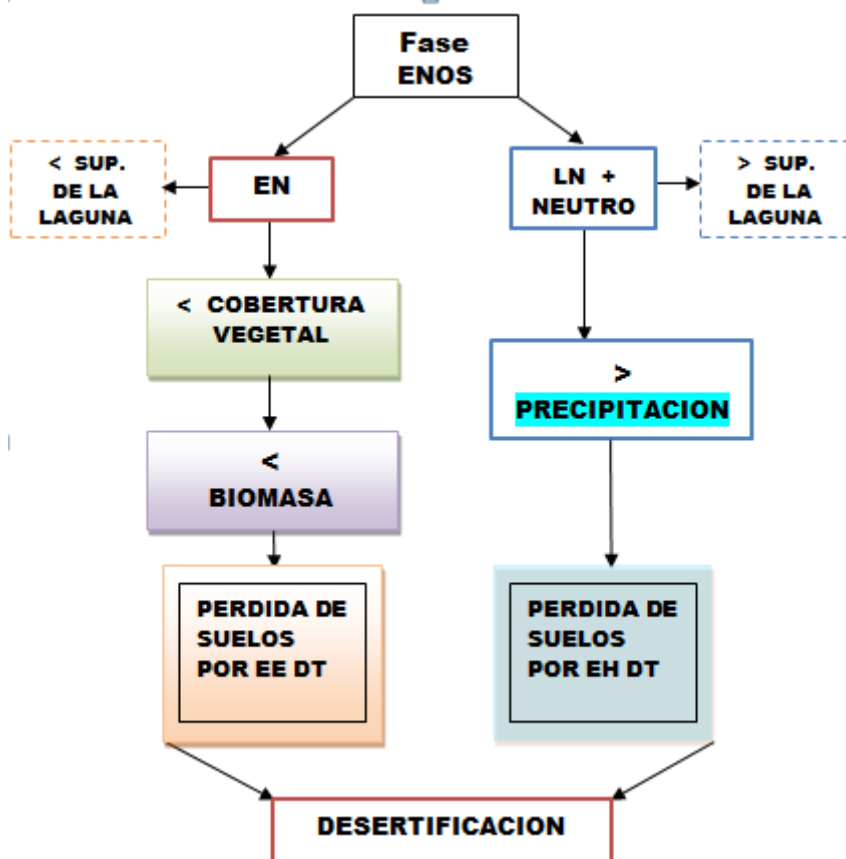 Fase
ENOS
< SUP.
DE LA
LAGUNA
EN
LN +
NEUTRO
> SUP.
DE LA
LAGUNA
< COBERTURA
VEGETAL
>
PRECIPITACION
<
BIOMASA
PERDIDA DE
SUELOS
POR EE DT
PERDIDA DE
SUELOS
POR EH DT
DESERTIFICACION